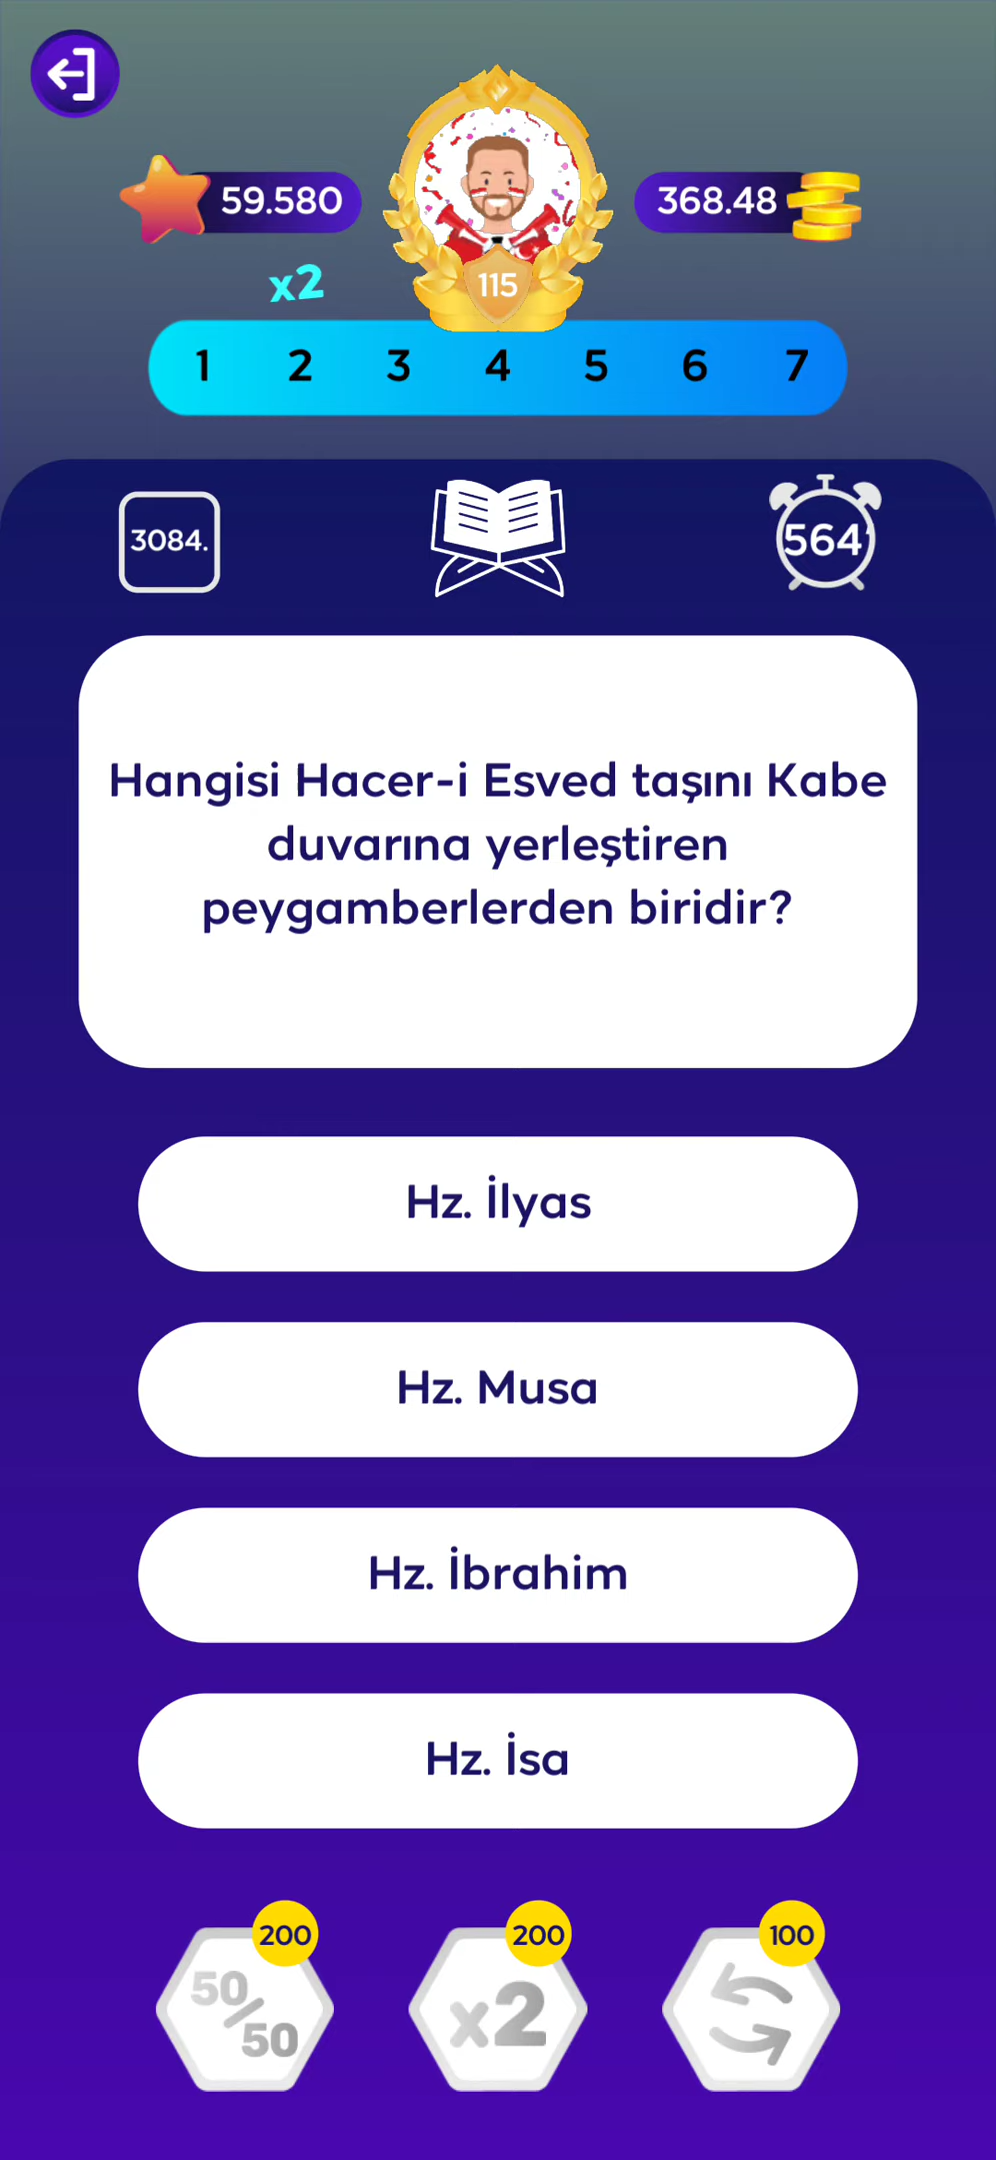 59.580
368.48
115
x2
1 2 3 4 5 6 7
3084.
564
Hangisi Hacer-i Esved taşını Kabe
duvarına yerleştiren
peygamberlerden biridir?
Hz. İlyas
Hz. Musa
Hz. İbrahim
Hz. İsa
200
200
100
50/50
x2